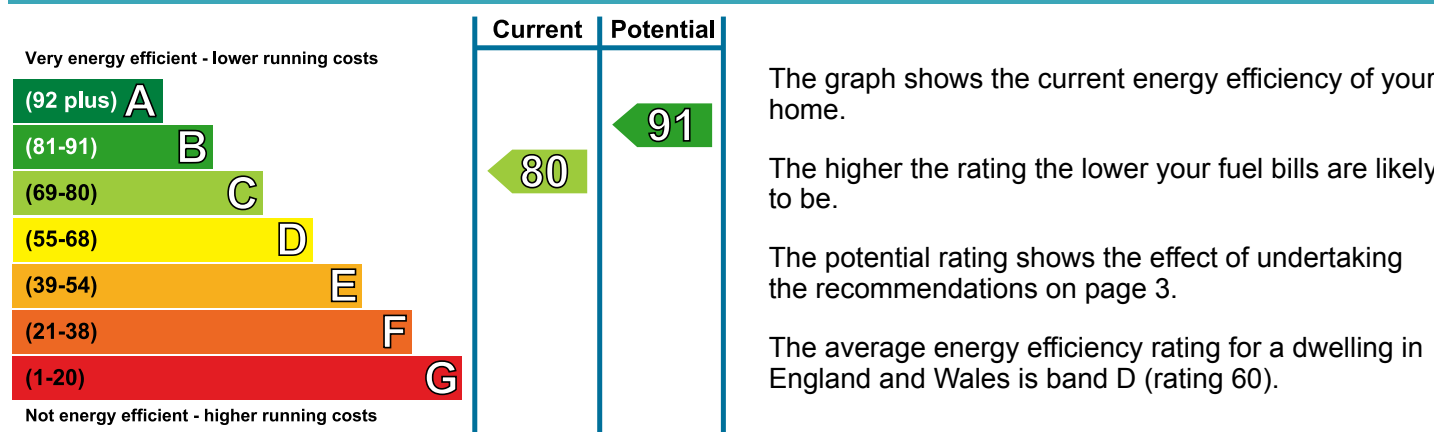 Current Potential
Very energy efficient - lower running costs
(92 plus) A
(81-91) B
(69-80) C
(55-68) D
(39-54) E
(21-38) F
(1-20) G
Not energy efficient - higher running costs
80
91
The graph shows the current energy efficiency of your
home.
The higher the rating the lower your fuel bills are likely
to be.
The potential rating shows the effect of undertaking
the recommendations on page 3.
The average energy efficiency rating for a dwelling in
England and Wales is band D (rating 60).